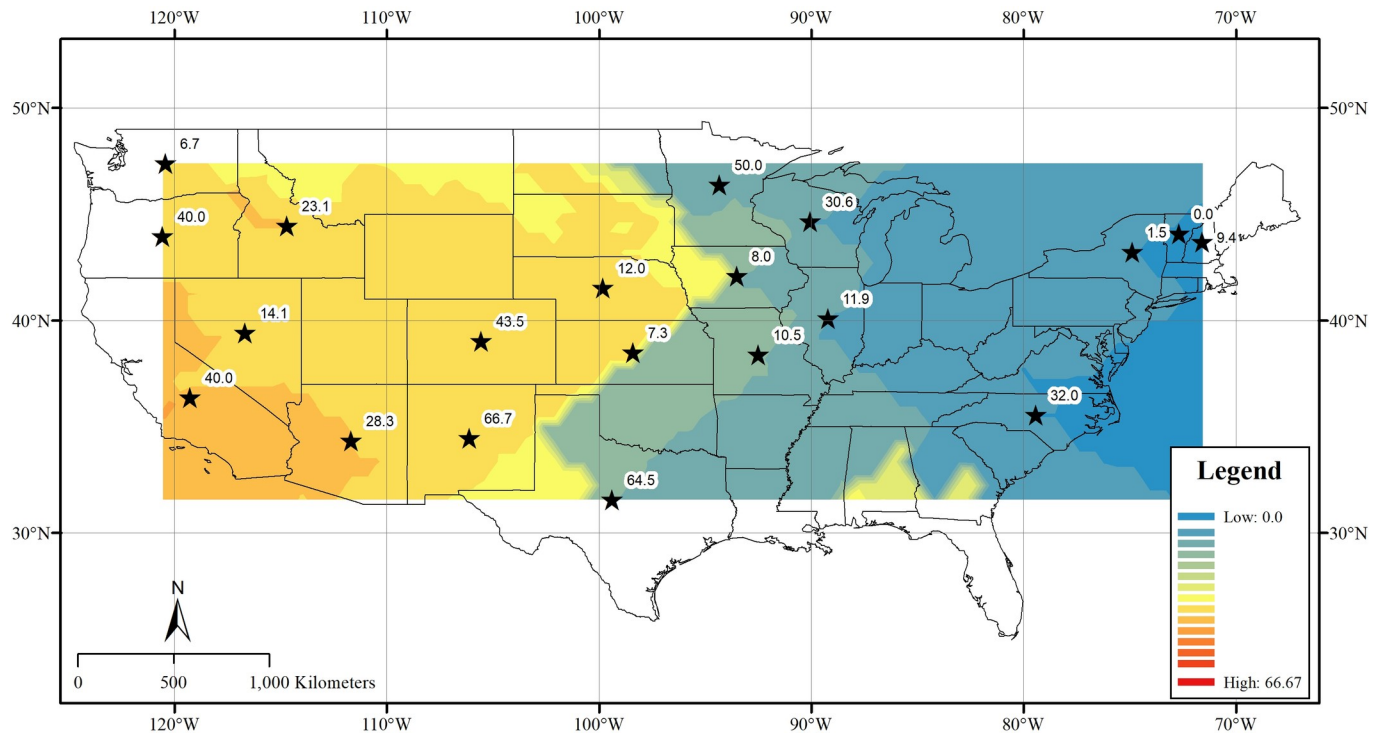 120°W 110°W 100°W 90°W 80°W 70°W
50°N 50°N
6.7
50.0
23.1
30.6
40.0
0.0
1.5
9.4
8.0
12.0
11.9
14.1
43.5
7.3
10.5
40°N 40°N
40.0
32.0
28.3
66.7
64.5
Legend
Low: 0.0
High: 66.67
30°N 30°N
N
0 500 1,000 Kilometers
120°W 110°W 100°W 90°W 80°W 70°W